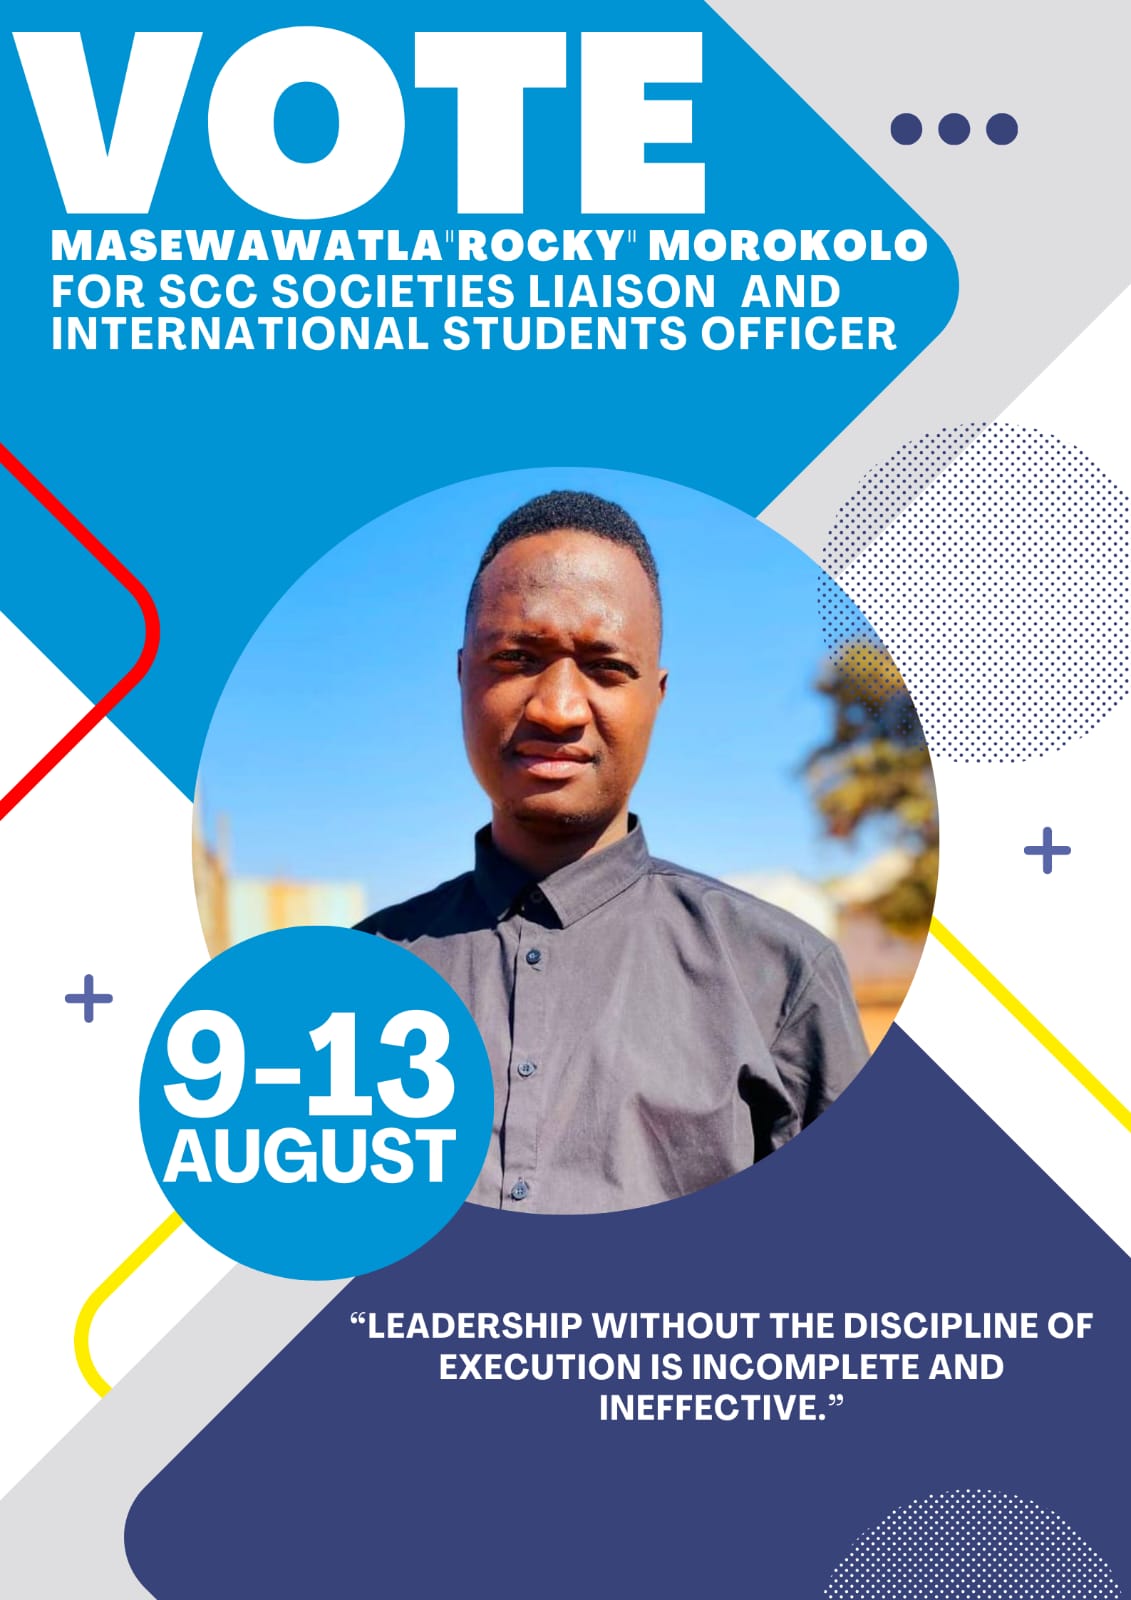 VOTE
MASEWAWATLA"ROCKY" MOROKOLO
FOR SCC SOCIETIES LIAISON AND
INTERNATIONAL STUDENTS OFFICER
9-13
AUGUST
“LEADERSHIP WITHOUT THE DISCIPLINE OF
EXECUTION IS INCOMPLETE AND
INEFFECTIVE.”